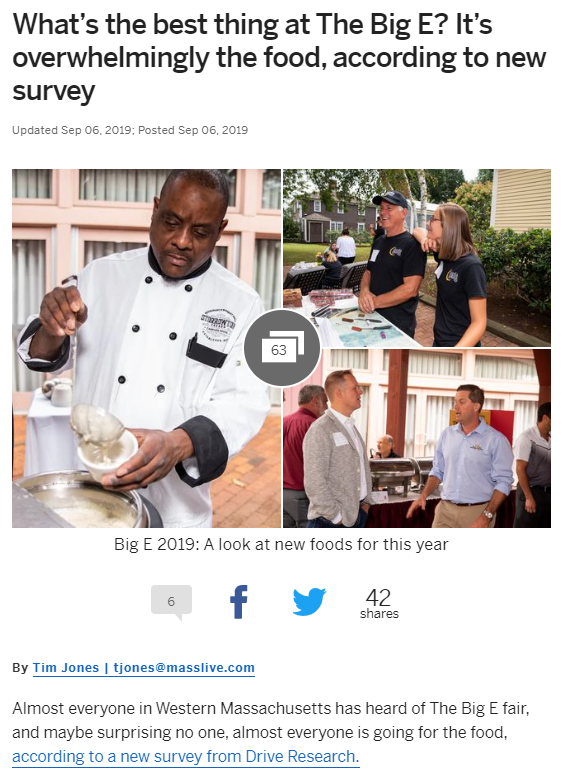 What’s the best thing at The Big E? It’s
overwhelmingly the food, according to new
survey
Updated Sep 06, 2019; Posted Sep 06, 2019
63
Big E 2019: A look at new foods for this year
6
42
shares
By Tim Jones | tjones@masslive.com
Almost everyone in Western Massachusetts has heard of The Big E fair,
and maybe surprising no one, almost everyone is going for the food,
according to a new survey from Drive Research.